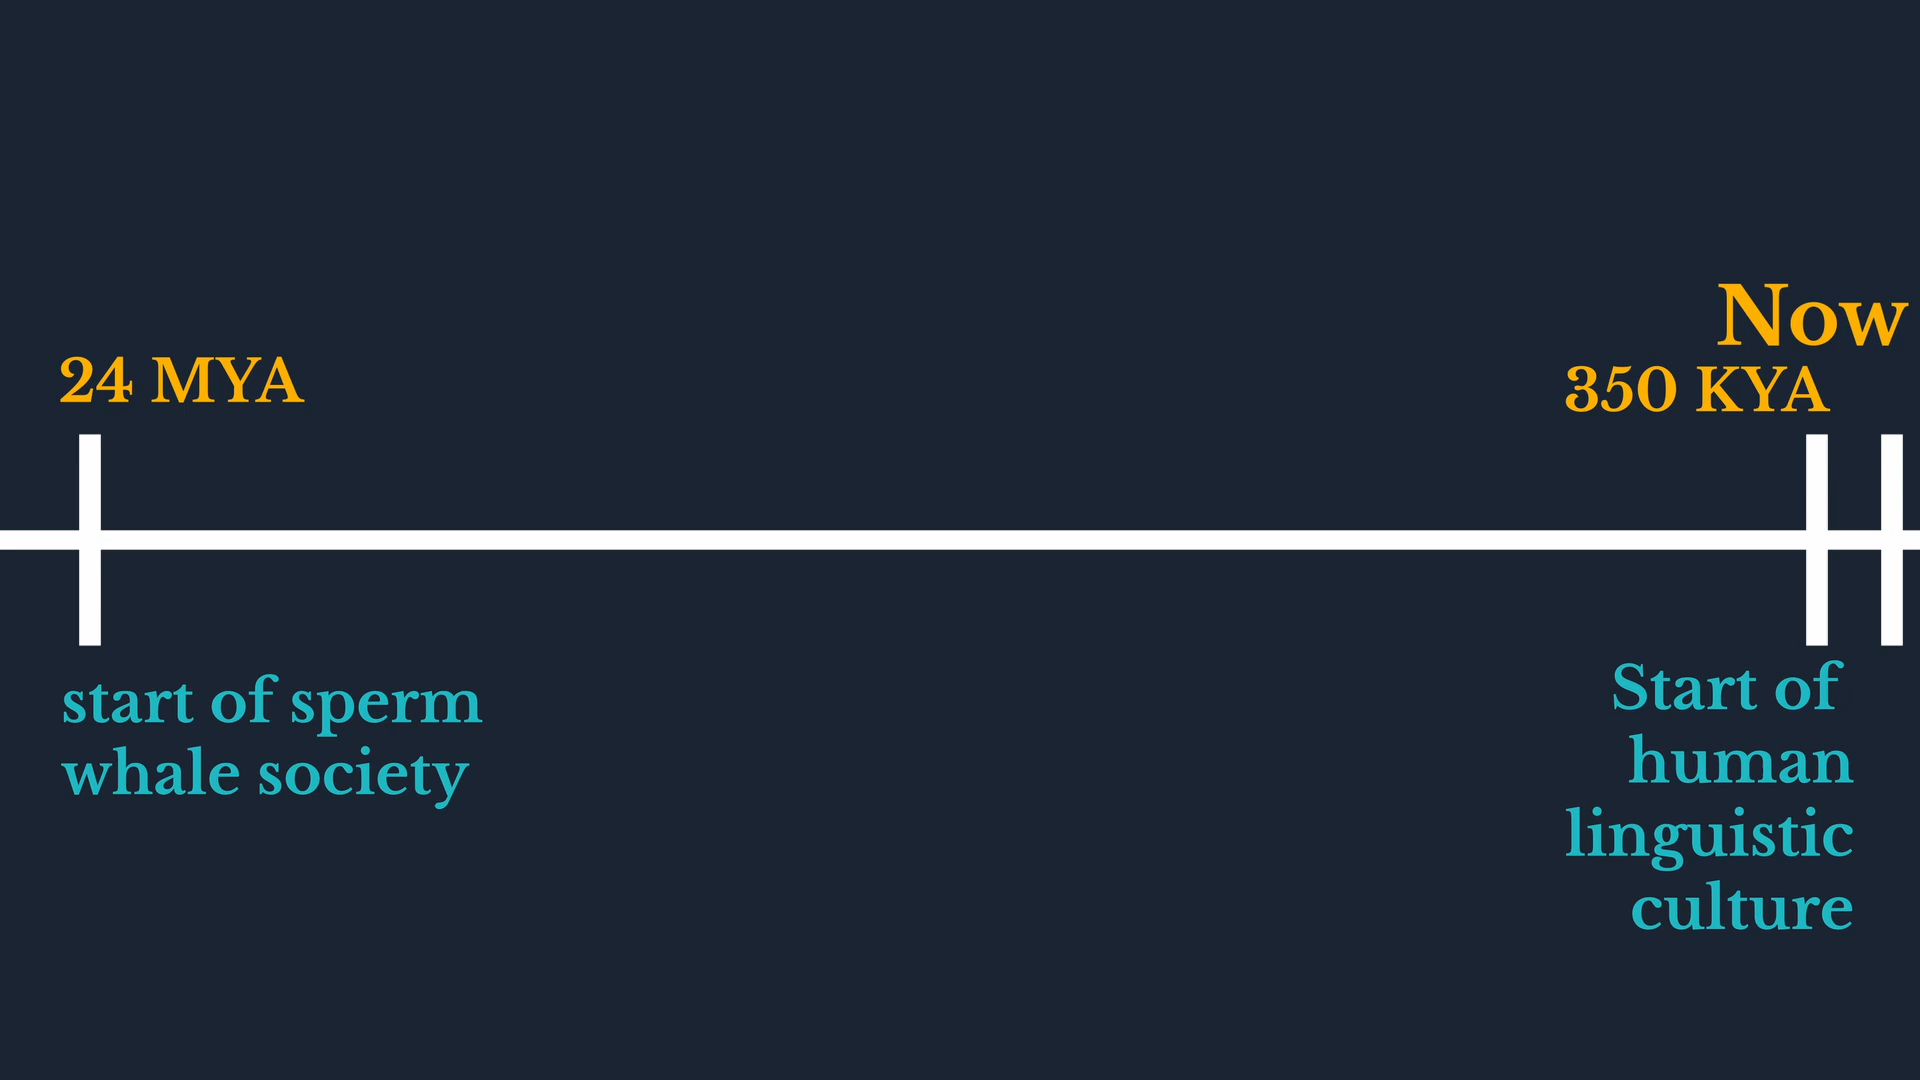 24 MYA
start of sperm
whale society
Now
350 KYA
Start of
human
linguistic
culture